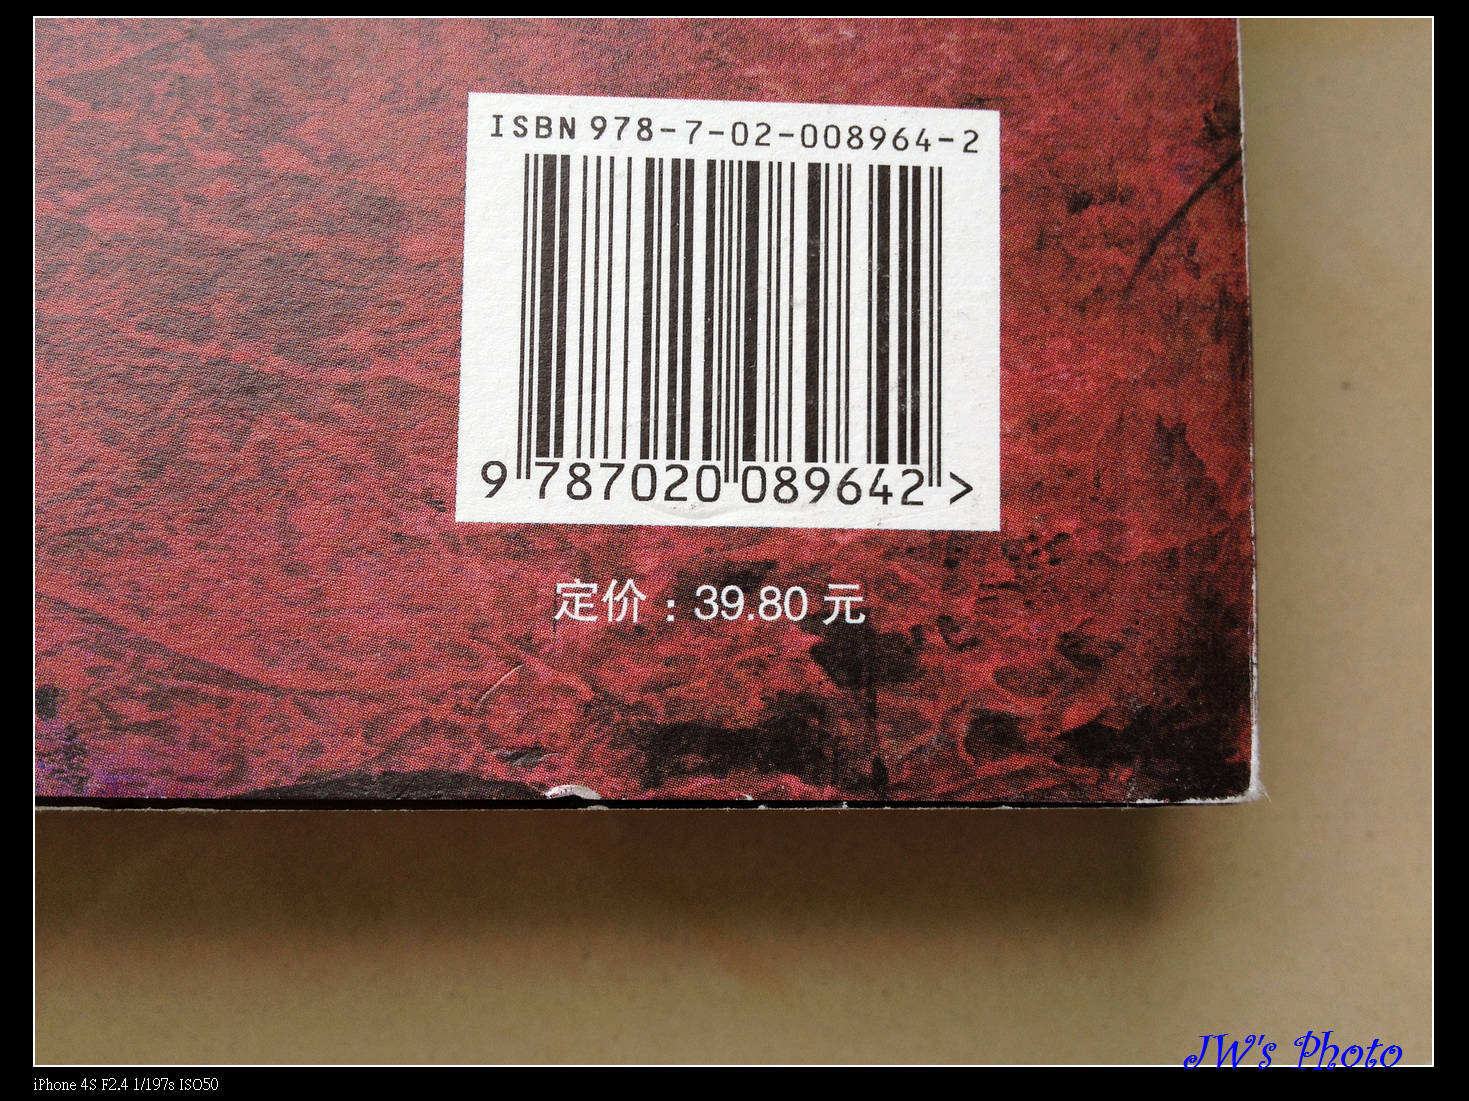 ISBN 978-7-02-008964-2
9 787020 089642 >
定价：39.80 元
JW's Photo
iPhone 4S F2.4 1/197s ISO50